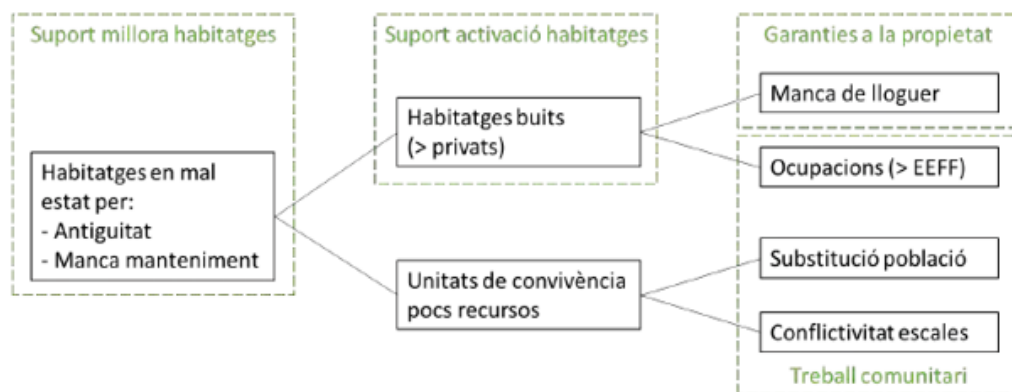 Suport millora habitatges
Habitatges en mal
estat per:
- Antiguitat
- Manca manteniment
Suport activació habitatges
Habitatges buits
(> privats)
Unitats de convivència
pocs recursos
Garanties a la propietat
Manca de lloguer
Ocupacions (> EEFF)
Substitució població
Conflictivitat escales
Treball comunitari